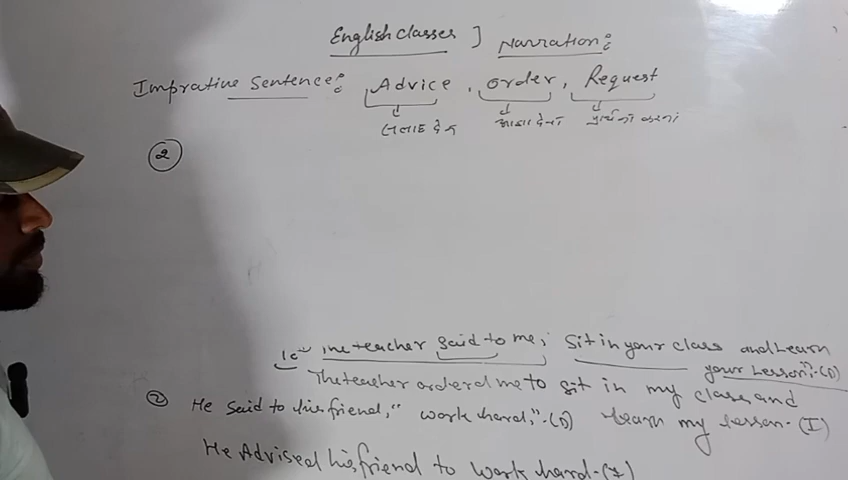 English classes ] Narration:
Imprative Sentence: Advice, order, Request
सलाह देना आज्ञा देना प्रार्थना करना
②
1st The teacher said to me, Sit in your class and Learn
your Lesson".(D)
The teacher orderd me to sit in my class and
learn my lesson.(I)
② He Said to his friend," work hard,".(D)
He Advised his friend to work hard.(I)